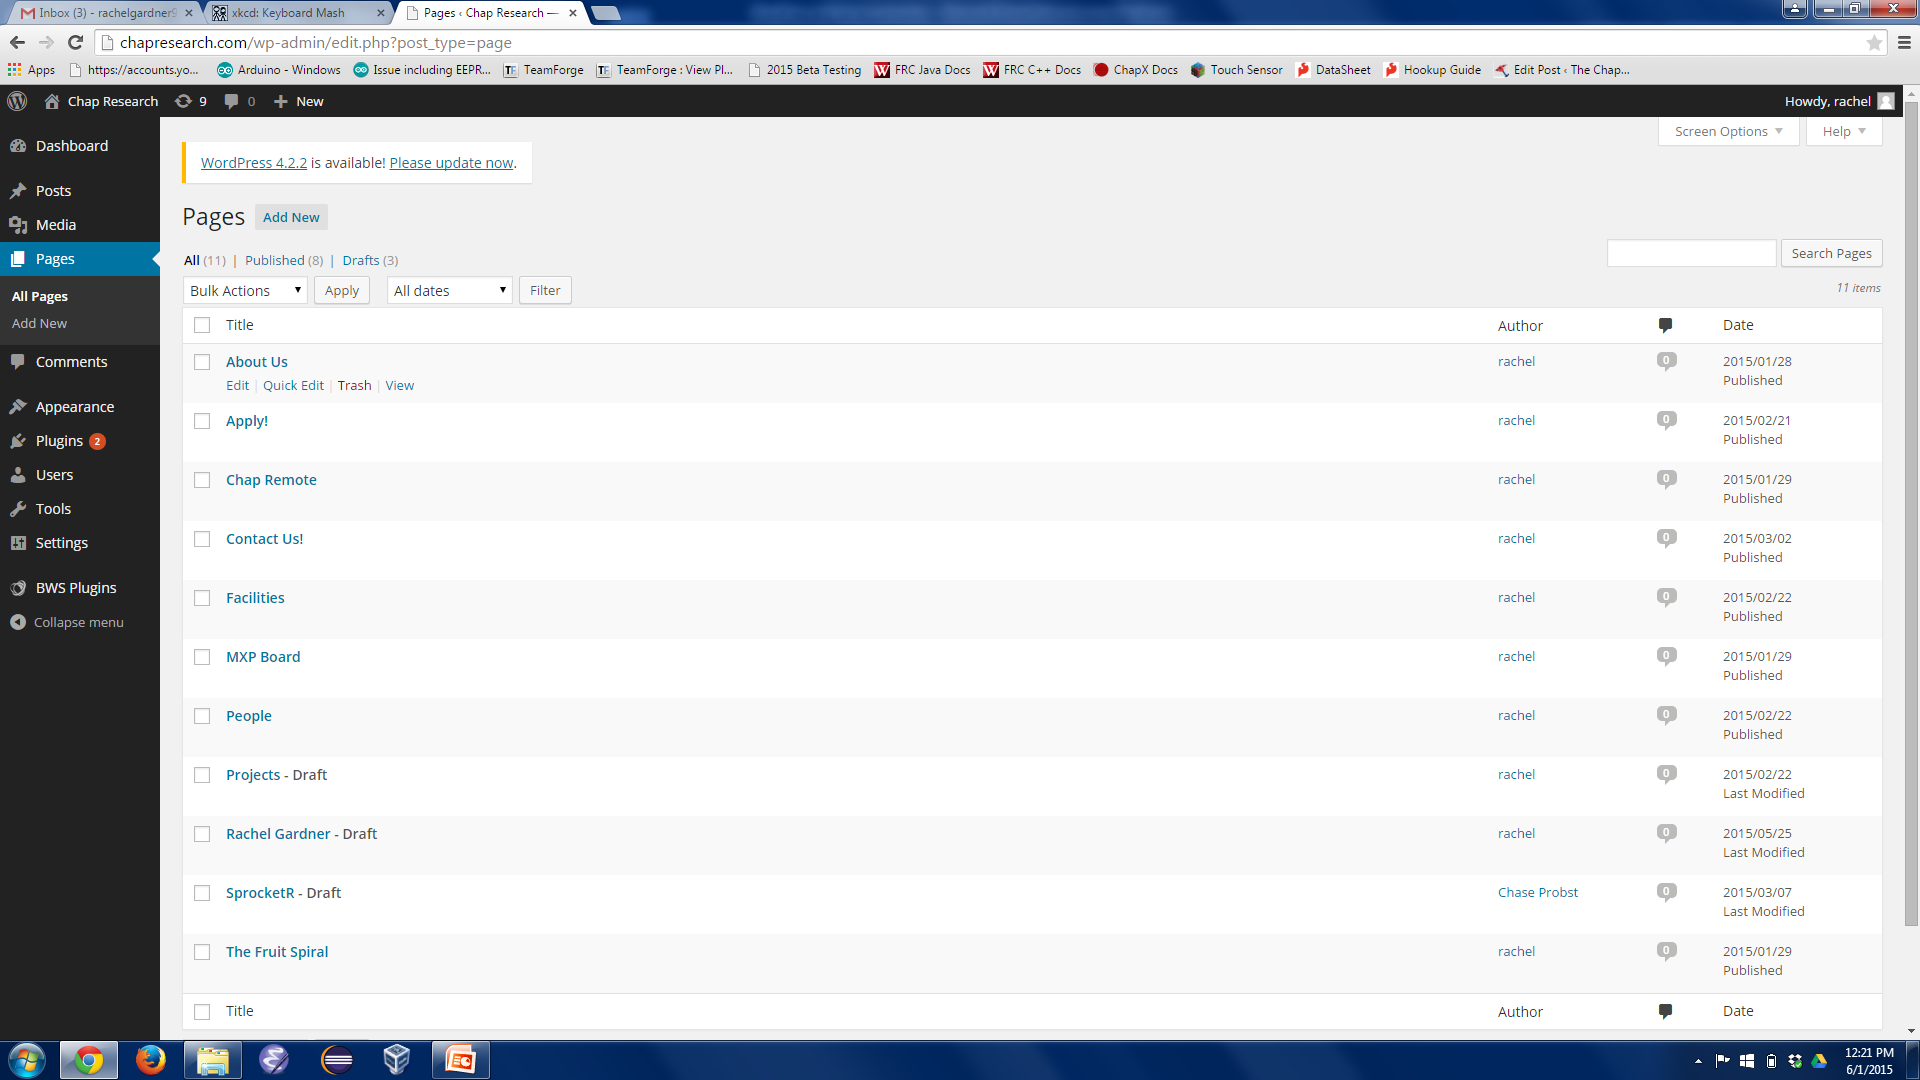 Inbox (3) - rachelgardner9
xkcd: Keyboard Mash
Pages ‹ Chap Research —
chapresearch.com/wp-admin/edit.php?post_type=page
Apps
https://accounts.yo...
Arduino - Windows
Issue including EEPR...
TeamForge
TeamForge : View Pl...
2015 Beta Testing
FRC Java Docs
FRC C++ Docs
ChapX Docs
Touch Sensor
DataSheet
Hookup Guide
Edit Post ‹ The Chap...
Chap Research 9 0 New
Howdy, rachel
Screen Options
Help
Dashboard
Posts
Media
Pages
All Pages
Add New
Comments
Appearance
Plugins 2
Users
Tools
Settings
BWS Plugins
Collapse menu
WordPress 4.2.2 is available! Please update now.
Pages Add New
All (11) | Published (8) | Drafts (3)
Search Pages
Bulk Actions Apply All dates Filter
11 items
Title Author Date
About Us rachel 0 2015/01/28
Published
Edit | Quick Edit | Trash | View
Apply! rachel 0 2015/02/21
Published
Chap Remote rachel 0 2015/01/29
Published
Contact Us! rachel 0 2015/03/02
Published
Facilities rachel 0 2015/02/22
Published
MXP Board rachel 0 2015/01/29
Published
People rachel 0 2015/02/22
Published
Projects - Draft rachel 0 2015/02/22
Last Modified
Rachel Gardner - Draft rachel 0 2015/05/25
Last Modified
SprocketR - Draft Chase Probst 0 2015/03/07
Last Modified
The Fruit Spiral rachel 0 2015/01/29
Published
Title Author Date
12:21 PM
6/1/2015